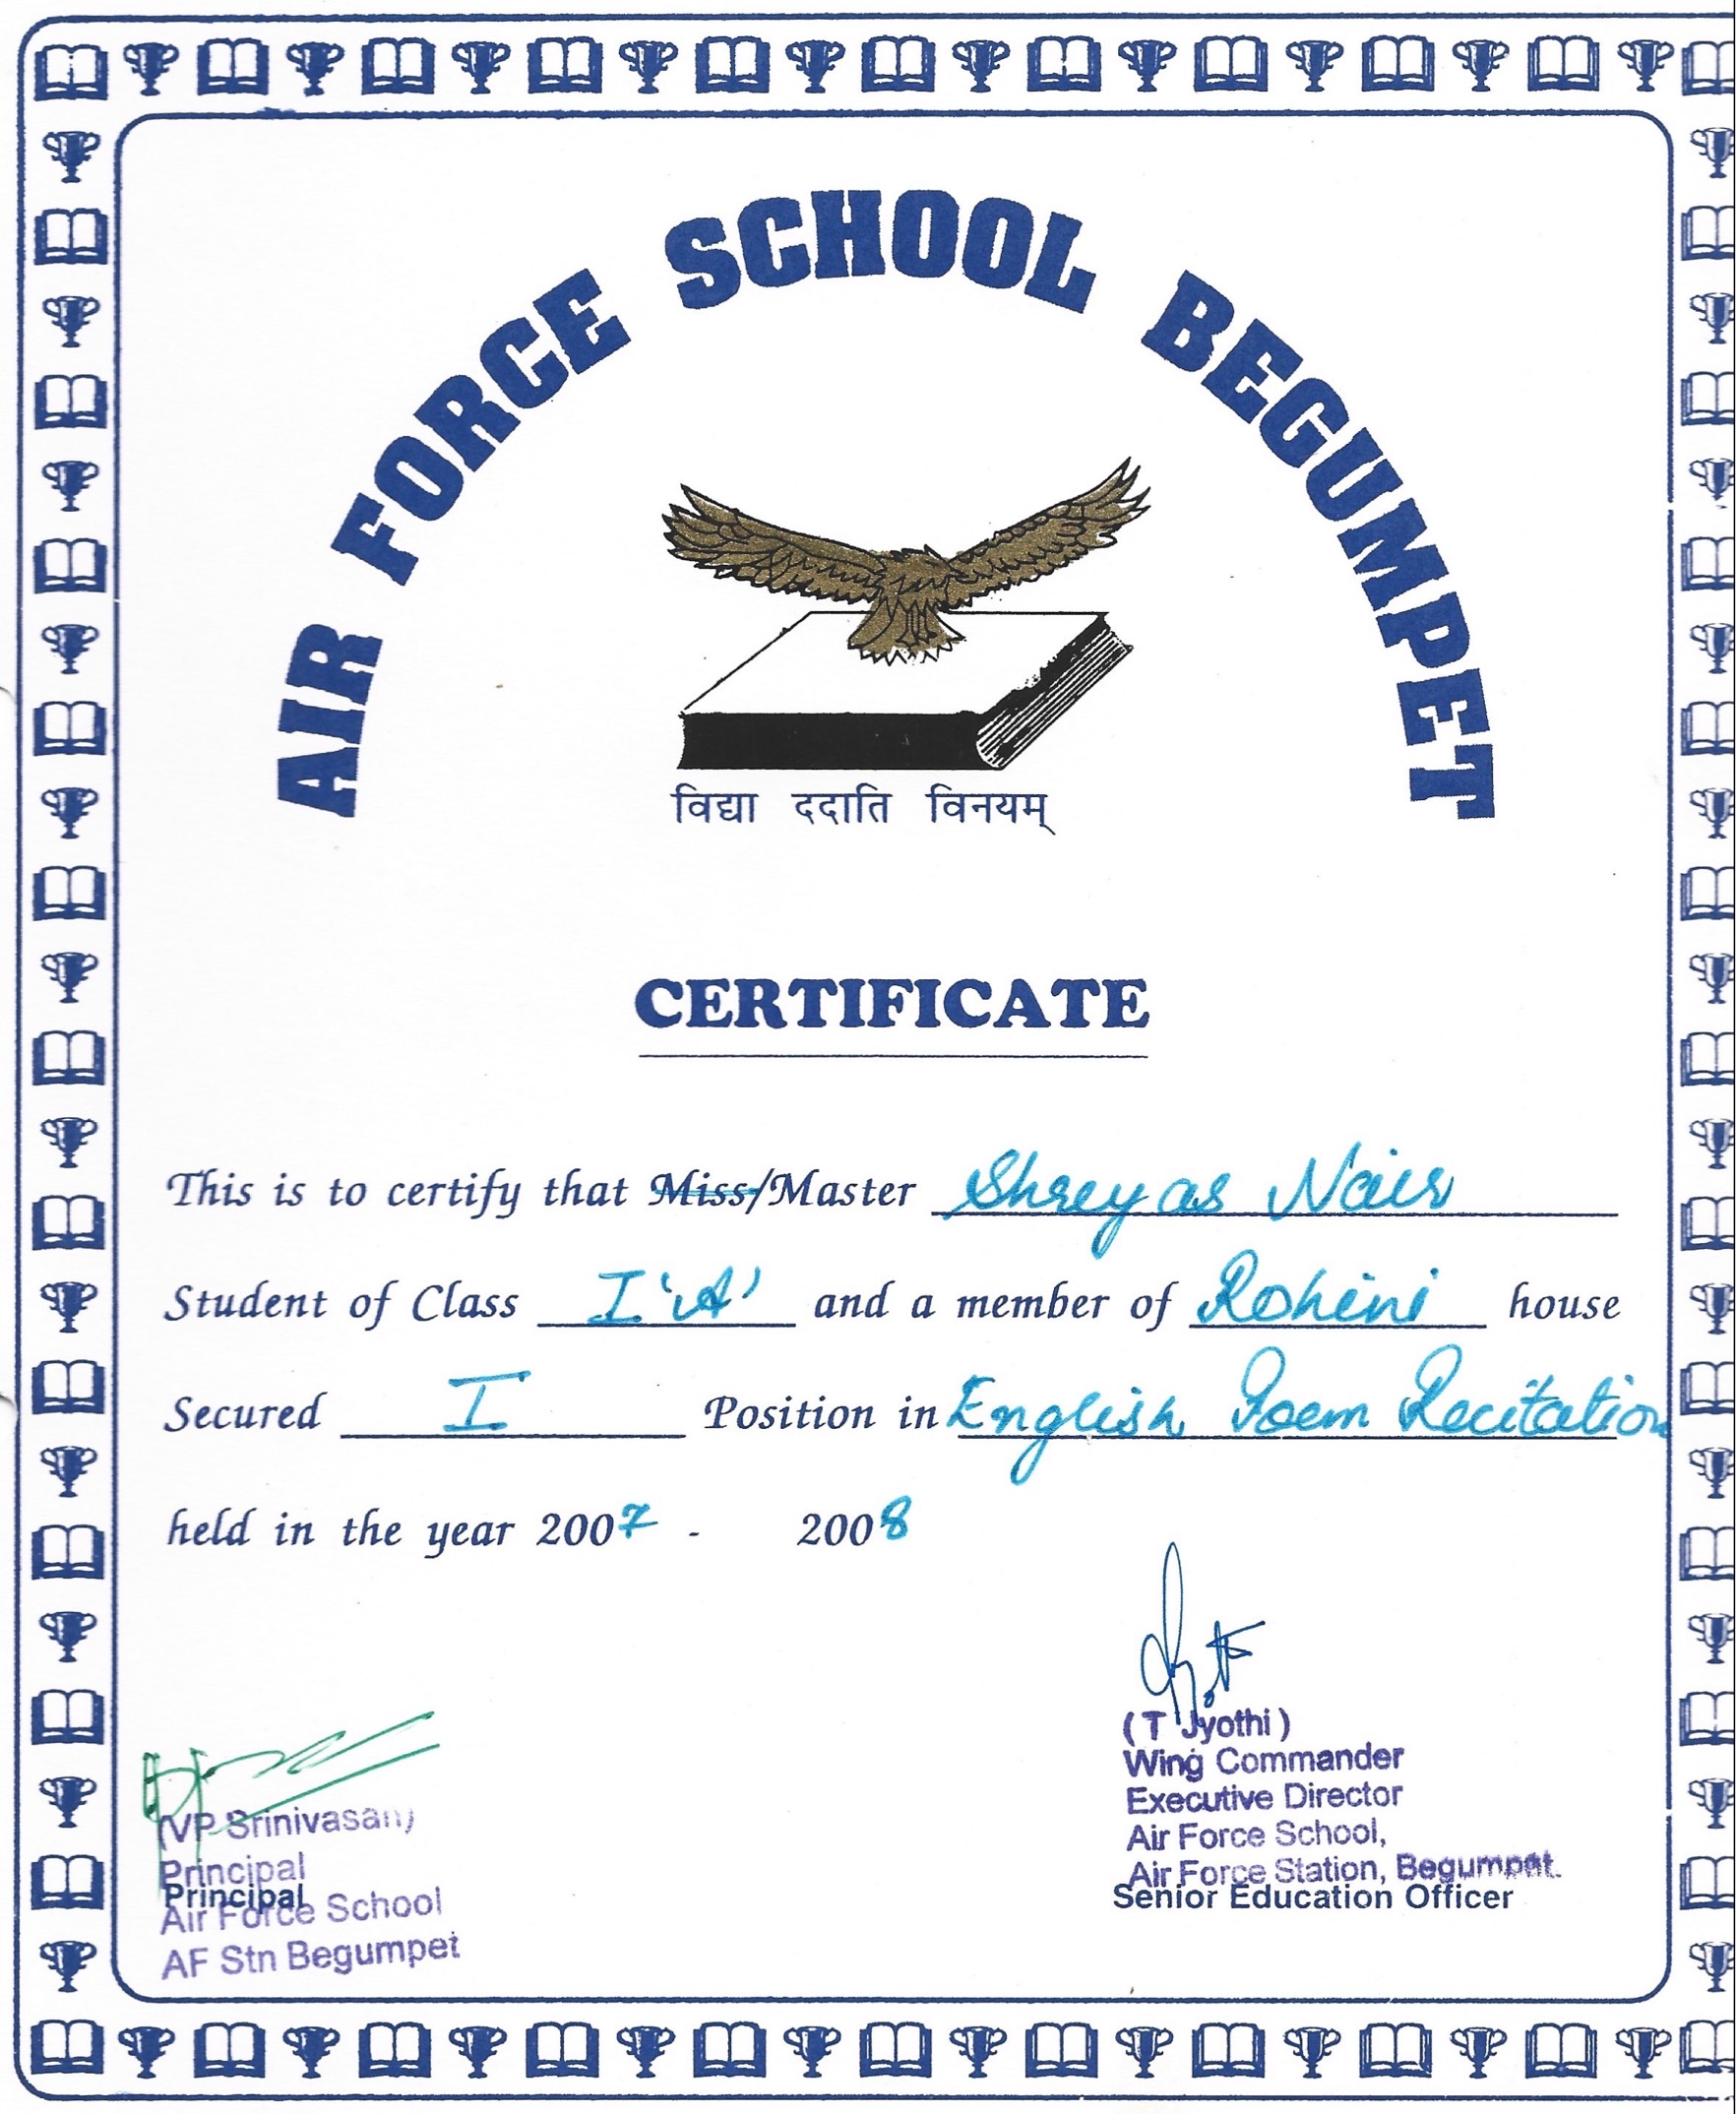 AIR FORCE SCHOOL BEGUMPET
विद्या ददाति विनयम्
CERTIFICATE
This is to certify that Miss/Master Shreyas Nair
Student of Class I 'A' and a member of Rohini house
Secured I Position in English Poem Recitation
held in the year 2007 - 2008
(T Jyothi)
Wing Commander
Executive Director
Air Force School,
Air Force Station, Begumpet.
Senior Education Officer
(VP Srinivasan)
Principal
Principal
Air Force School
AF Stn Begumpet